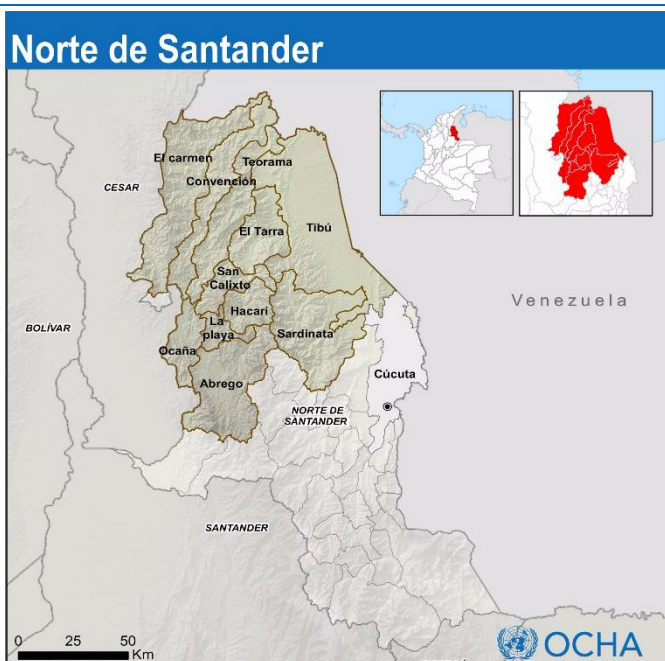 Norte de Santander
El carmen
Teorama
CESAR
Convención
El Tarra
Tibú
San
Calixto
Venezuela
Hacarí
La
playa
BOLÍVAR
Sardinata
Ocaña
Abrego
Cúcuta
NORTE DE
SANTANDER
SANTANDER
0 25 50
Km
OCHA